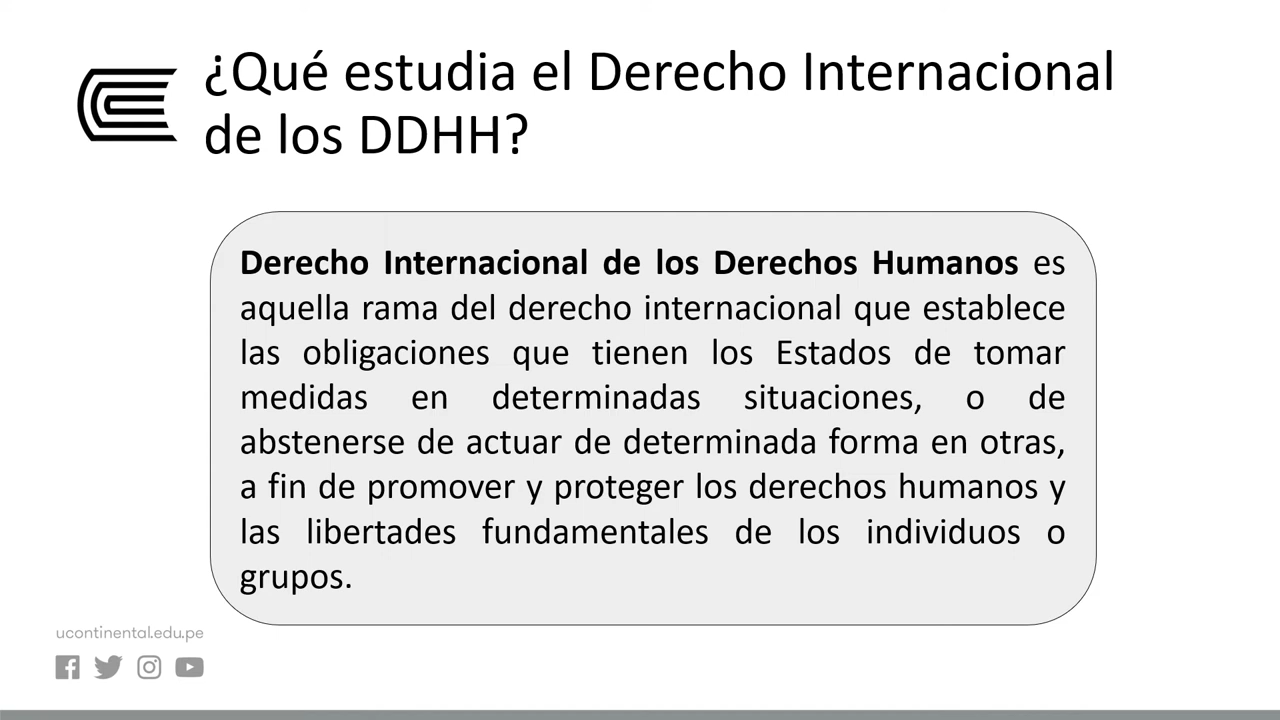 ¿Qué estudia el Derecho Internacional
de los DDHH?
Derecho Internacional de los Derechos Humanos es
aquella rama del derecho internacional que establece
las obligaciones que tienen los Estados de tomar
medidas en determinadas situaciones, o de
abstenerse de actuar de determinada forma en otras,
a fin de promover y proteger los derechos humanos y
las libertades fundamentales de los individuos o
grupos.
ucontinental.edu.pe